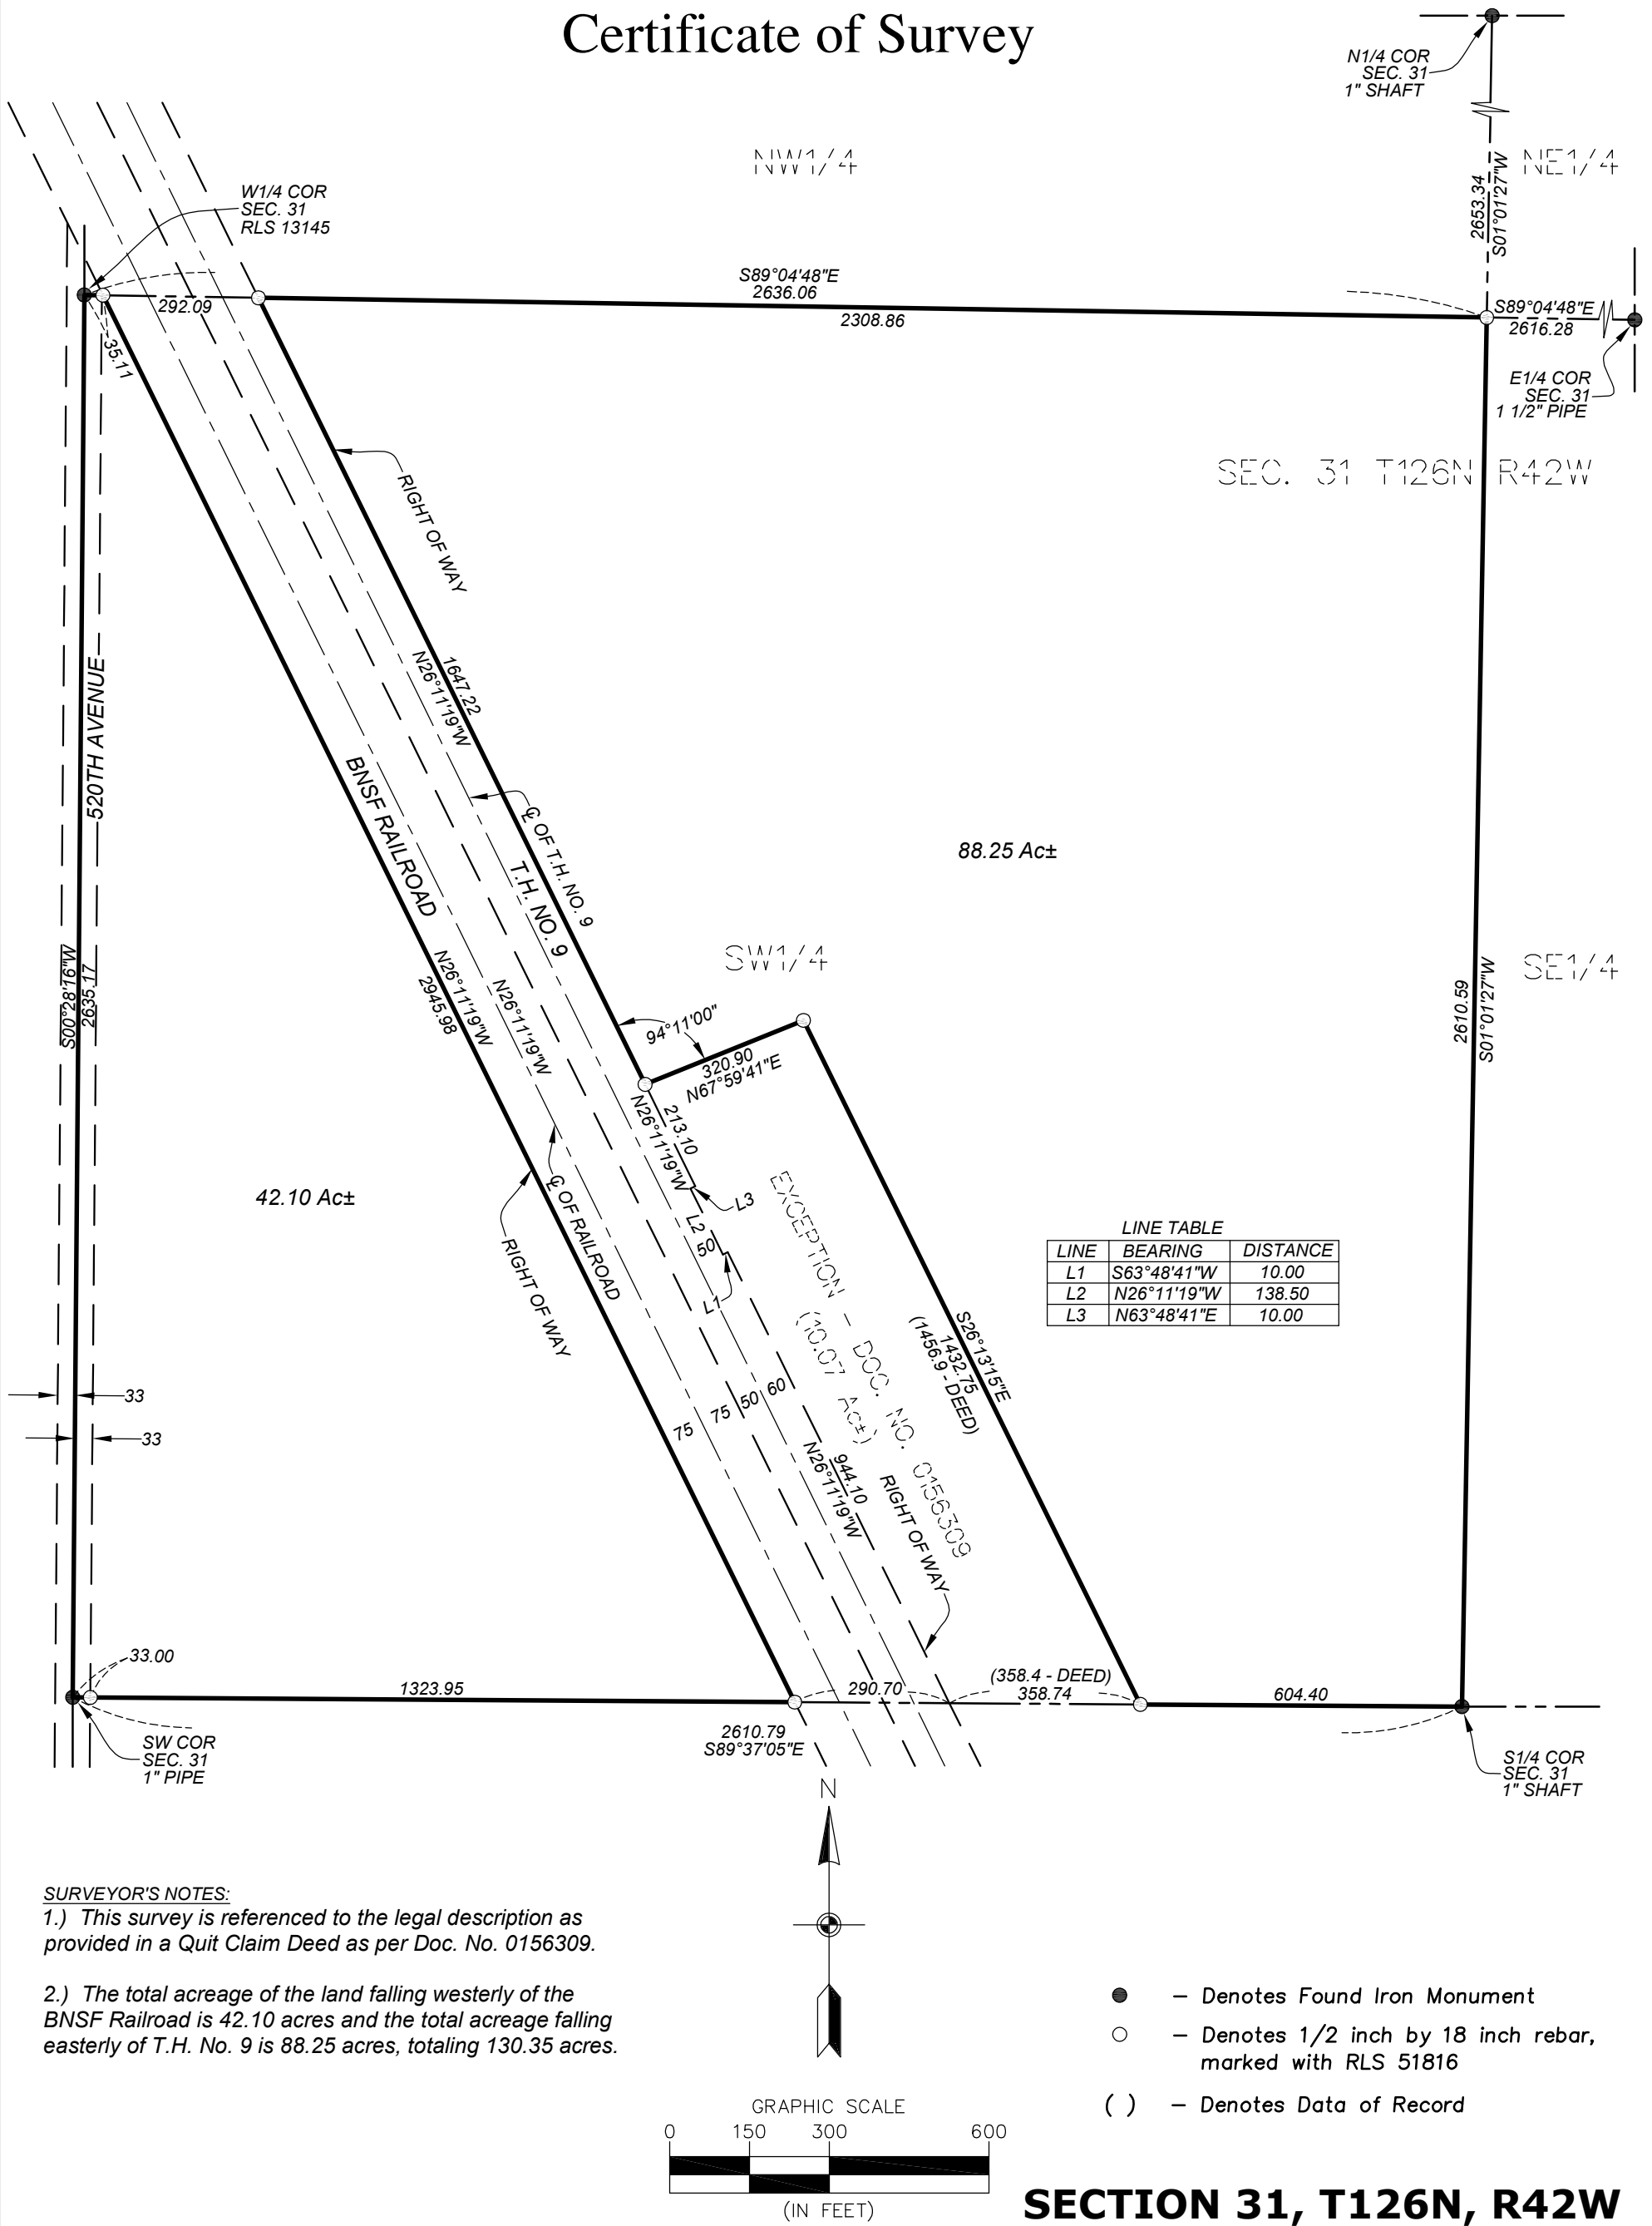 Certificate of Survey
N1/4 COR
SEC. 31
1" SHAFT
NW1/4
NE1/4
2653.34
S01°01'27"W
W1/4 COR
SEC. 31
RLS 13145
S89°04'48"E
2636.06
292.09
2308.86
S89°04'48"E
2616.28
35.11
E1/4 COR
SEC. 31
1 1/2" PIPE
SEC. 31 T126N R42W
RIGHT OF WAY
1647.22
N26°11'19"W
520TH AVENUE
BNSF RAILROAD
℄ OF T.H. NO. 9
T.H. NO. 9
88.25 Ac±
SW1/4
SE1/4
S00°28'16"W
2635.17
N26°11'19"W
2945.98
N26°11'19"W
2610.59
S01°01'27"W
94°11'00"
320.90
N67°59'41"E
213.10
N26°11'19"W
42.10 Ac±
℄ OF RAILROAD
RIGHT OF WAY
L3
L2
50
L1
EXCEPTION - DOC. NO. 0156309
(10.07 Ac±)
LINE TABLE
LINE BEARING DISTANCE
L1 S63°48'41"W 10.00
L2 N26°11'19"W 138.50
L3 N63°48'41"E 10.00
S26°13'15"E
1432.75
(1456.9 - DEED)
33
33
75 75 50 60
944.10
N26°11'19"W
RIGHT OF WAY
33.00
1323.95
290.70
(358.4 - DEED)
358.74
604.40
2610.79
S89°37'05"E
SW COR
SEC. 31
1" PIPE
S1/4 COR
SEC. 31
1" SHAFT
N
SURVEYOR'S NOTES:
1.) This survey is referenced to the legal description as
provided in a Quit Claim Deed as per Doc. No. 0156309.
2.) The total acreage of the land falling westerly of the
BNSF Railroad is 42.10 acres and the total acreage falling
easterly of T.H. No. 9 is 88.25 acres, totaling 130.35 acres.
– Denotes Found Iron Monument
– Denotes 1/2 inch by 18 inch rebar,
marked with RLS 51816
( ) – Denotes Data of Record
GRAPHIC SCALE
0 150 300 600
(IN FEET)
SECTION 31, T126N, R42W